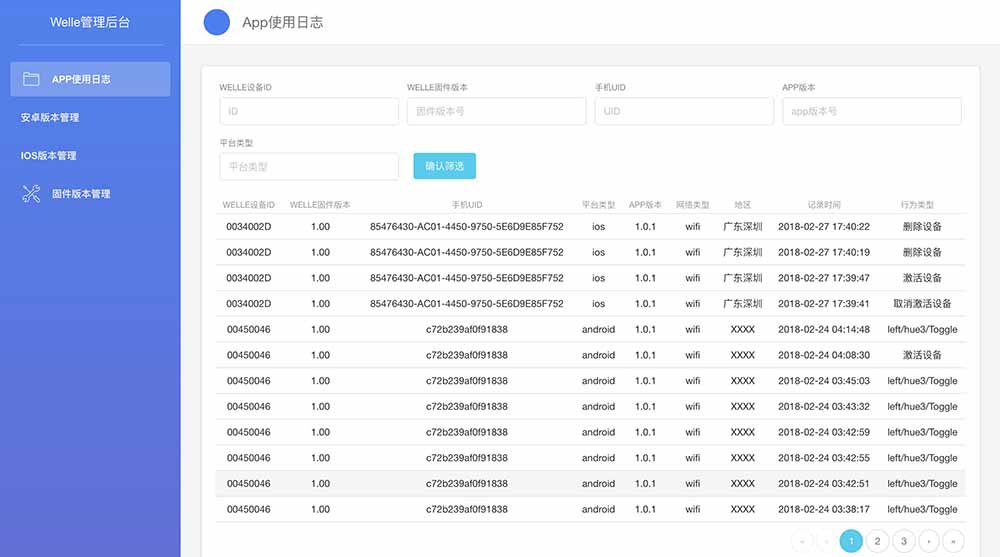 Welle管理后台
App使用日志
APP使用日志
安卓版本管理
IOS版本管理
固件版本管理
WELLE设备ID WELLE固件版本 手机UID APP版本
ID 固件版本号 UID app版本号
平台类型
平台类型 确认筛选
WELLE设备ID WELLE固件版本 手机UID 平台类型 APP版本 网络类型 地区 记录时间 行为类型
0034002D 1.00 85476430-AC01-4450-9750-5E6D9E85F752 ios 1.0.1 wifi 广东深圳 2018-02-27 17:40:22 删除设备
0034002D 1.00 85476430-AC01-4450-9750-5E6D9E85F752 ios 1.0.1 wifi 广东深圳 2018-02-27 17:40:19 删除设备
0034002D 1.00 85476430-AC01-4450-9750-5E6D9E85F752 ios 1.0.1 wifi 广东深圳 2018-02-27 17:39:47 激活设备
0034002D 1.00 85476430-AC01-4450-9750-5E6D9E85F752 ios 1.0.1 wifi 广东深圳 2018-02-27 17:39:41 取消激活设备
00450046 1.00 c72b239af0f91838 android 1.0.1 wifi XXXX 2018-02-24 04:14:48 left/hue3/Toggle
00450046 1.00 c72b239af0f91838 android 1.0.1 wifi XXXX 2018-02-24 04:08:30 激活设备
00450046 1.00 c72b239af0f91838 android 1.0.1 wifi XXXX 2018-02-24 03:45:03 left/hue3/Toggle
00450046 1.00 c72b239af0f91838 android 1.0.1 wifi XXXX 2018-02-24 03:43:32 left/hue3/Toggle
00450046 1.00 c72b239af0f91838 android 1.0.1 wifi XXXX 2018-02-24 03:42:59 left/hue3/Toggle
00450046 1.00 c72b239af0f91838 android 1.0.1 wifi XXXX 2018-02-24 03:42:55 left/hue3/Toggle
00450046 1.00 c72b239af0f91838 android 1.0.1 wifi XXXX 2018-02-24 03:42:51 left/hue3/Toggle
00450046 1.00 c72b239af0f91838 android 1.0.1 wifi XXXX 2018-02-24 03:38:17 left/hue3/Toggle
« ‹ 1 2 3 › »